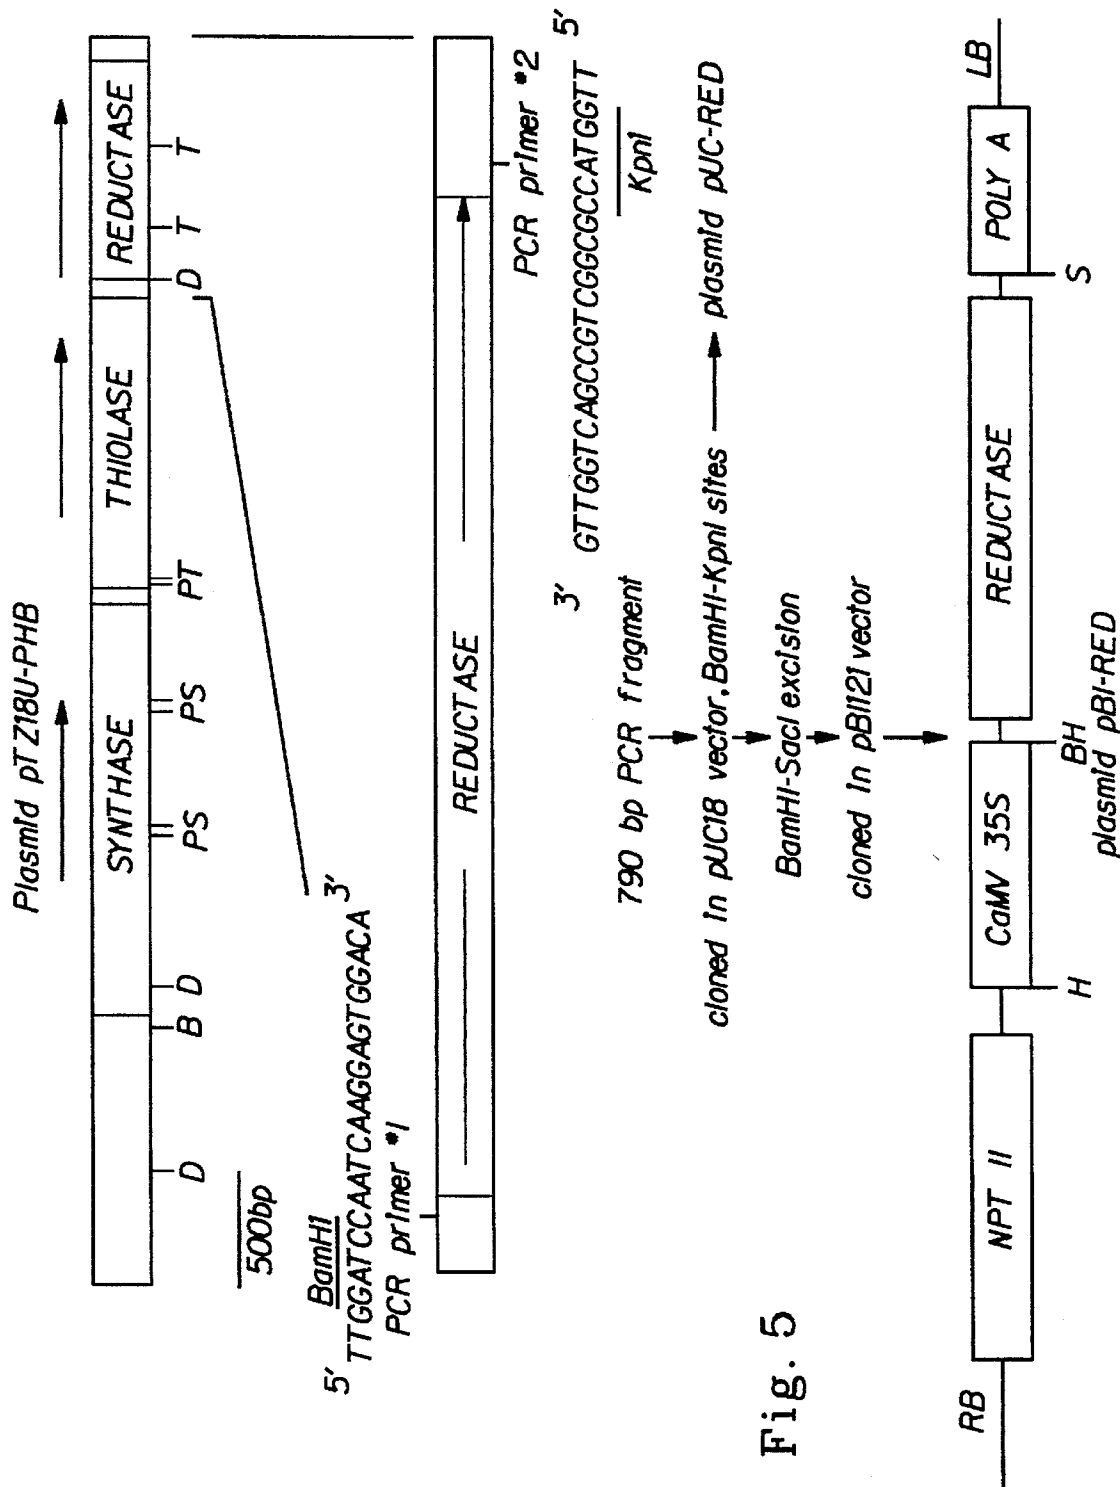 Plasmid pTZ18U-PHB
SYNTHASE THIOLASE REDUCTASE
D B D PS PS PT D T T
500bp
BamHI
5' TTGGATCCAATCAAGGAGTGGACA 3'
PCR primer #1
REDUCTASE
PCR primer #2
3' GTTGGTCAGCCGTCGGCGCCATGGTT 5'
KpnI
790 bp PCR fragment
cloned in pUC18 vector, BamHI-KpnI sites plasmid pUC-RED
BamHI-SacI excision
cloned in pBI121 vector
RB NPT II CaMV 35S REDUCTASE POLY A LB
H BH S
plasmid pBI-RED
Fig. 5